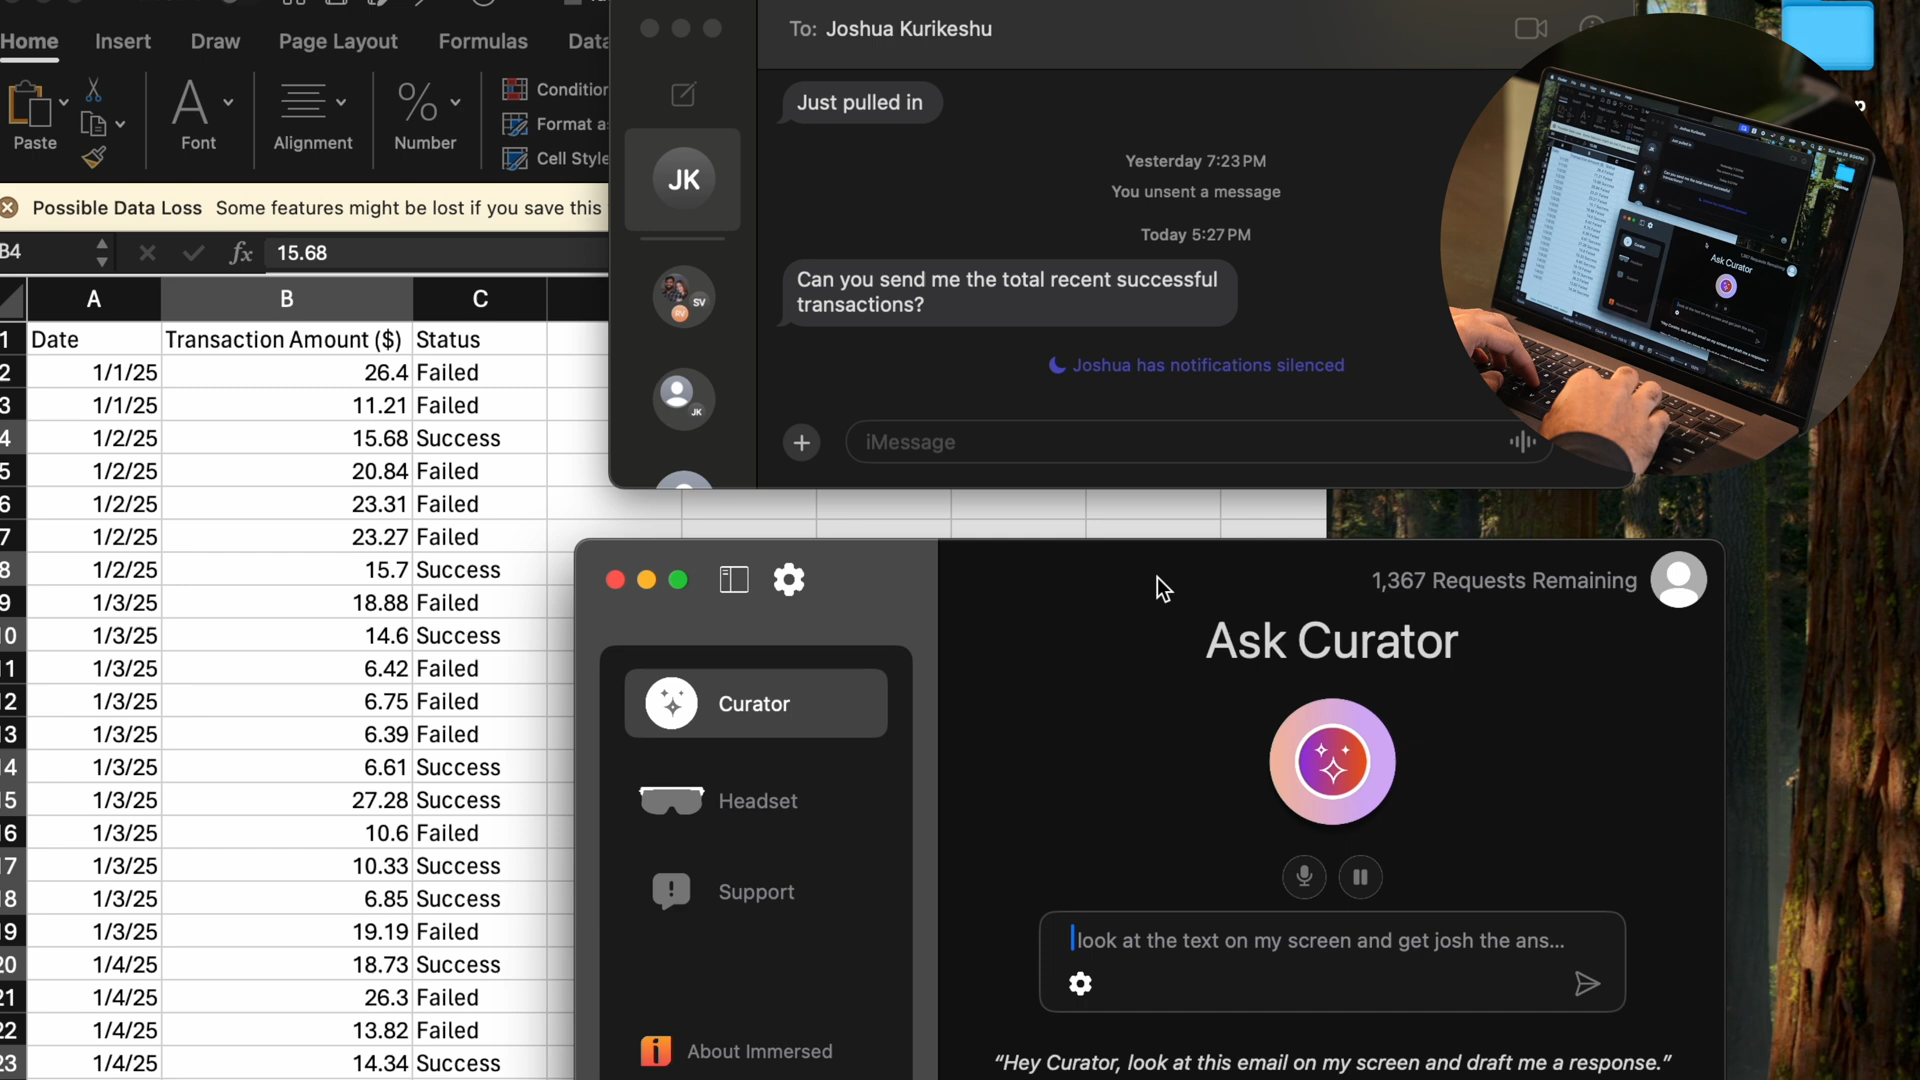 Home Insert Draw Page Layout Formulas Data
Paste
Font
Alignment
Number
Condition
Format as
Cell Style
Possible Data Loss Some features might be lost if you save this
B4 fx 15.68
A B C
1 Date Transaction Amount ($) Status
2 1/1/25 26.4 Failed
3 1/1/25 11.21 Failed
4 1/2/25 15.68 Success
5 1/2/25 20.84 Failed
6 1/2/25 23.31 Failed
7 1/2/25 23.27 Failed
8 1/2/25 15.7 Success
9 1/3/25 18.88 Failed
10 1/3/25 14.6 Success
11 1/3/25 6.42 Failed
12 1/3/25 6.75 Failed
13 1/3/25 6.39 Failed
14 1/3/25 6.61 Success
15 1/3/25 27.28 Success
16 1/3/25 10.6 Failed
17 1/3/25 10.33 Success
18 1/3/25 6.85 Success
19 1/3/25 19.19 Failed
20 1/4/25 18.73 Success
21 1/4/25 26.3 Failed
22 1/4/25 13.82 Failed
23 1/4/25 14.34 Success
To: Joshua Kurikeshu
JK
SV
RV
JK
Just pulled in
Yesterday 7:23 PM
You unsent a message
Today 5:27 PM
Can you send me the total recent successful
transactions?
Joshua has notifications silenced
iMessage
1,367 Requests Remaining
Ask Curator
Curator
Headset
Support
About Immersed
look at the text on my screen and get josh the ans...
"Hey Curator, look at this email on my screen and draft me a response."
Ask Curator